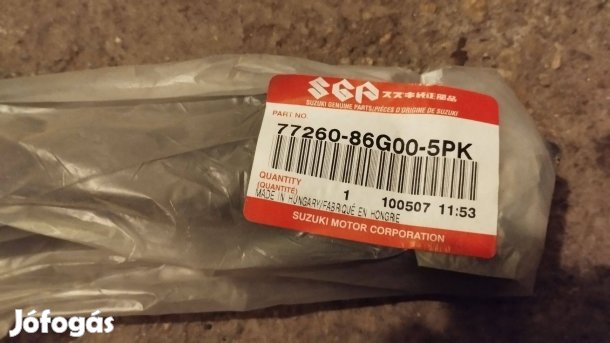 SGP スズキ純正部品
SUZUKI GENUINE PARTS/PIÈCES D'ORIGINE DE SUZUKI
PART NO.
77260-86G00-5PK
QUANTITY
(QUANTITÉ)
1 100507 11:53
MADE IN HUNGARY/FABRIQUÉ EN HONGRIE
SUZUKI MOTOR CORPORATION
Jófogás